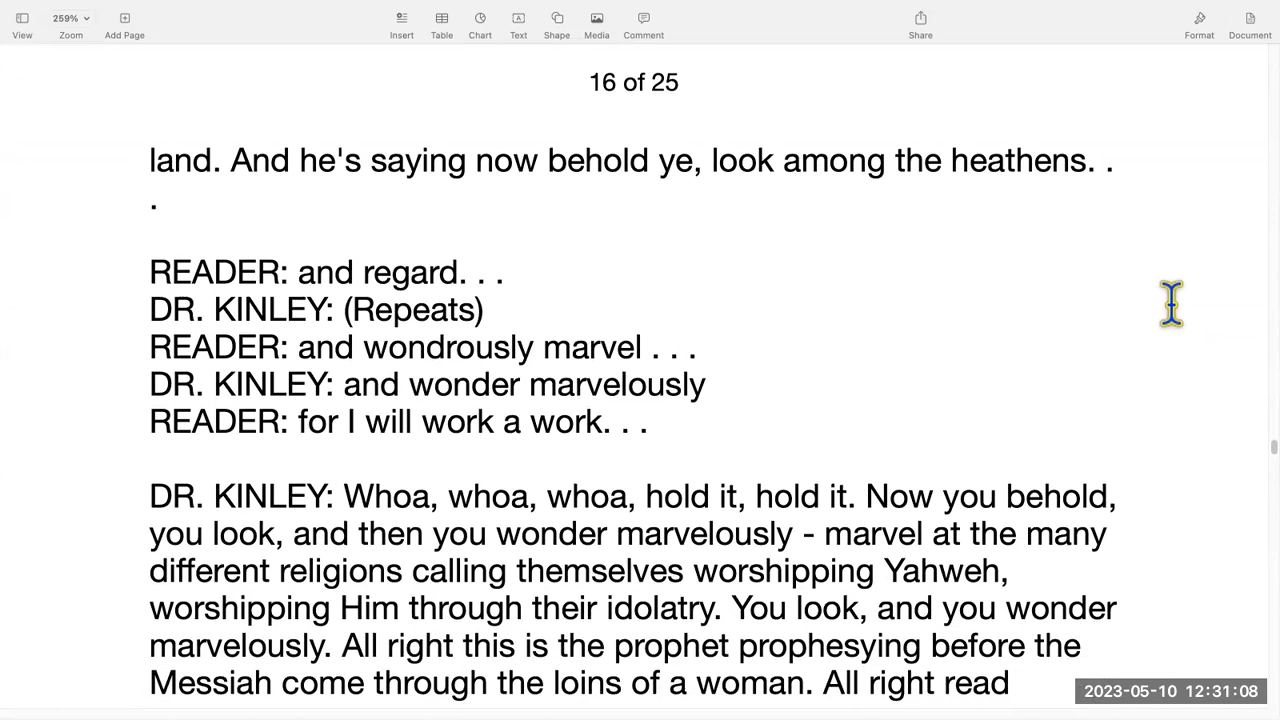 259%
View
Zoom
Add Page
Insert
Table
Chart
Text
Shape
Media
Comment
Share
Format
Document
16 of 25
land. And he's saying now behold ye, look among the heathens. . .
.
READER: and regard. . .
DR. KINLEY: (Repeats)
READER: and wondrously marvel . . .
DR. KINLEY: and wonder marvelously
READER: for I will work a work. . .
DR. KINLEY: Whoa, whoa, whoa, hold it, hold it. Now you behold,
you look, and then you wonder marvelously - marvel at the many
different religions calling themselves worshipping Yahweh,
worshipping Him through their idolatry. You look, and you wonder
marvelously. All right this is the prophet prophesying before the
Messiah come through the loins of a woman. All right read
2023-05-10 12:31:08